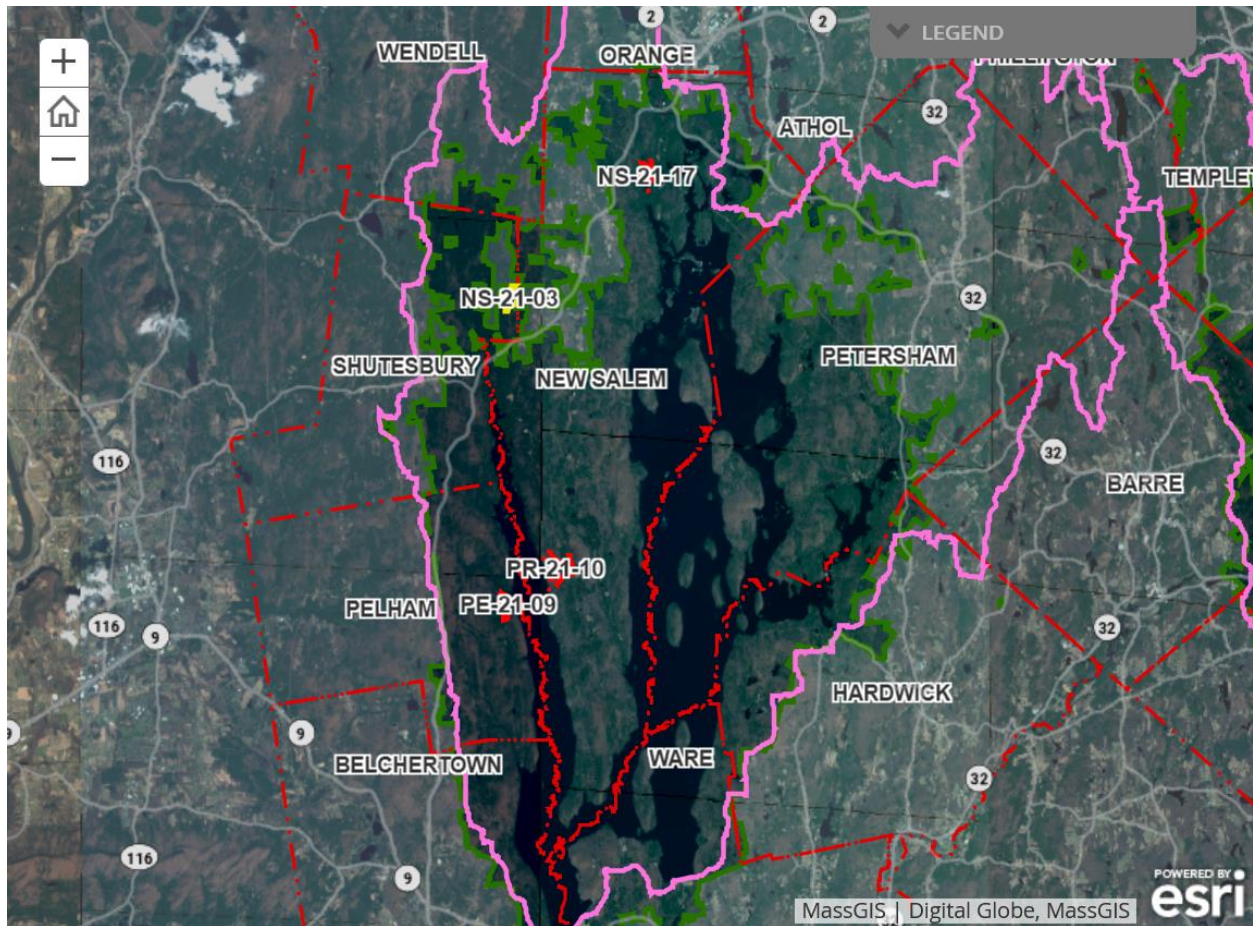 +
−
2
2
LEGEND
WENDELL
ORANGE
PHILLIPSTON
32
ATHOL
NS-21-17
NS-21-03
32
SHUTESBURY
NEW SALEM
PETERSHAM
116
32
BARRE
PR-21-10
PE-21-09
PELHAM
116
9
32
HARDWICK
9
9
BELCHERTOWN
WARE
32
116
9
32
POWERED BY
esri
MassGIS | Digital Globe, MassGIS